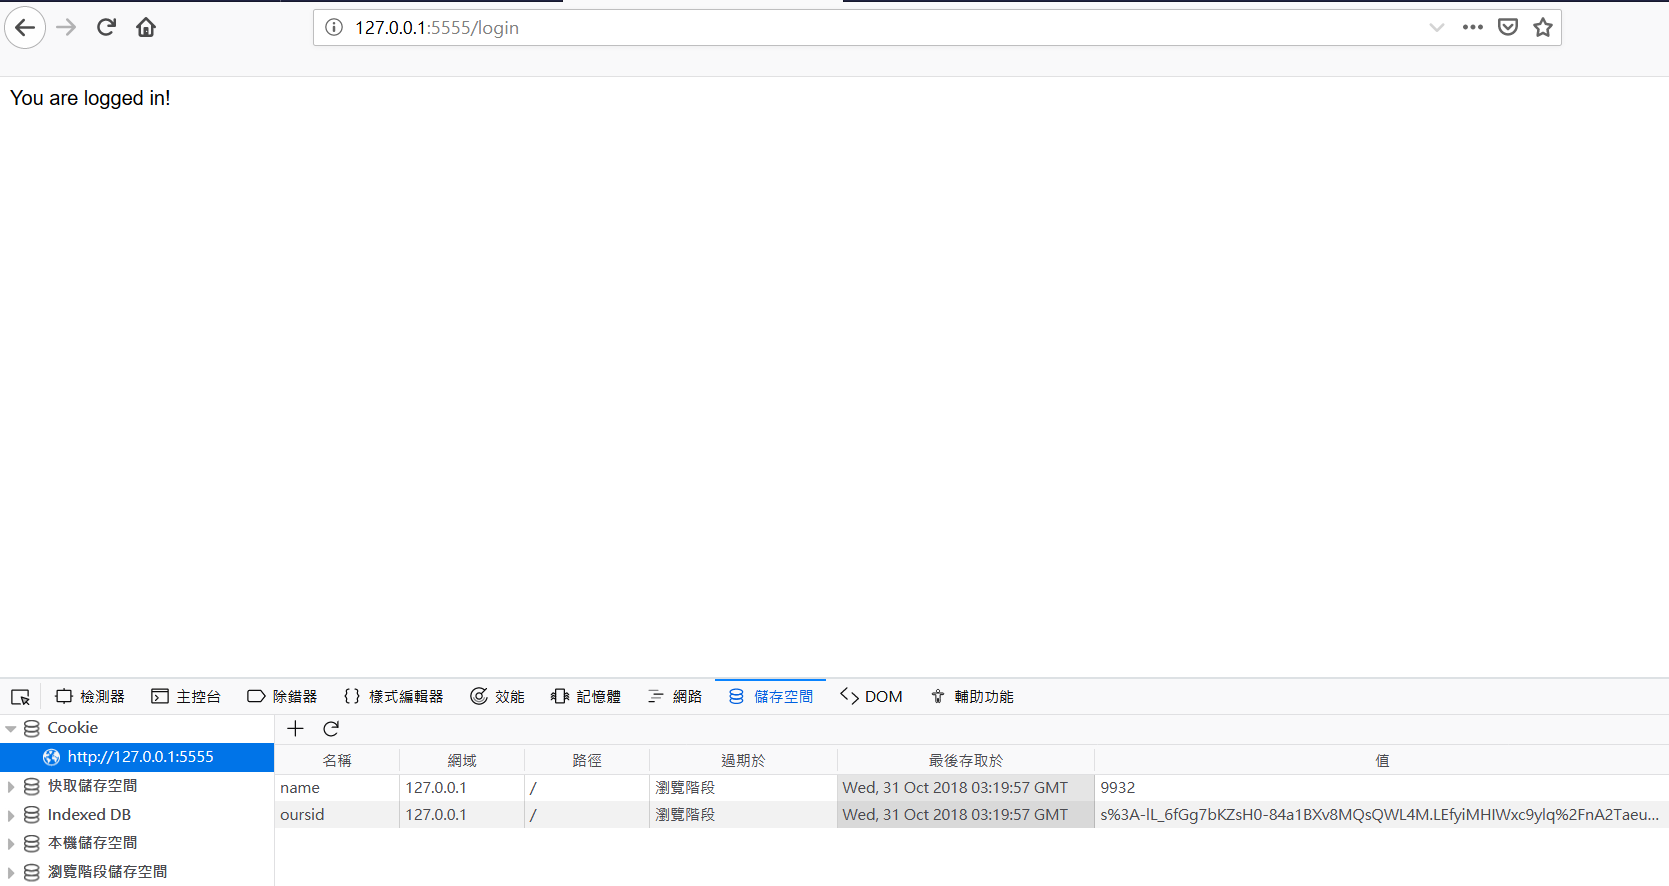 127.0.0.1:5555/login
You are logged in!
檢測器 主控台 除錯器 {} 樣式編輯器 效能 記憶體 網路 儲存空間 DOM 輔助功能
Cookie
http://127.0.0.1:5555
快取儲存空間
Indexed DB
本機儲存空間
瀏覽階段儲存空間
名稱 網域 路徑 過期於 最後存取於 值
name 127.0.0.1 / 瀏覽階段 Wed, 31 Oct 2018 03:19:57 GMT 9932
oursid 127.0.0.1 / 瀏覽階段 Wed, 31 Oct 2018 03:19:57 GMT s%3A-lL_6fGg7bKZsH0-84a1BXv8MQsQWL4M.LEfyiMHIWxc9ylq%2FnA2Taeu...